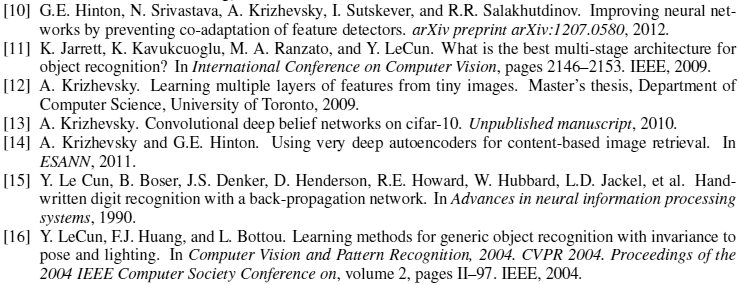 [10] G.E. Hinton, N. Srivastava, A. Krizhevsky, I. Sutskever, and R.R. Salakhutdinov. Improving neural net-
works by preventing co-adaptation of feature detectors. arXiv preprint arXiv:1207.0580, 2012.
[11] K. Jarrett, K. Kavukcuoglu, M. A. Ranzato, and Y. LeCun. What is the best multi-stage architecture for
object recognition? In International Conference on Computer Vision, pages 2146–2153. IEEE, 2009.
[12] A. Krizhevsky. Learning multiple layers of features from tiny images. Master's thesis, Department of
Computer Science, University of Toronto, 2009.
[13] A. Krizhevsky. Convolutional deep belief networks on cifar-10. Unpublished manuscript, 2010.
[14] A. Krizhevsky and G.E. Hinton. Using very deep autoencoders for content-based image retrieval. In
ESANN, 2011.
[15] Y. Le Cun, B. Boser, J.S. Denker, D. Henderson, R.E. Howard, W. Hubbard, L.D. Jackel, et al. Hand-
written digit recognition with a back-propagation network. In Advances in neural information processing
systems, 1990.
[16] Y. LeCun, F.J. Huang, and L. Bottou. Learning methods for generic object recognition with invariance to
pose and lighting. In Computer Vision and Pattern Recognition, 2004. CVPR 2004. Proceedings of the
2004 IEEE Computer Society Conference on, volume 2, pages II–97. IEEE, 2004.